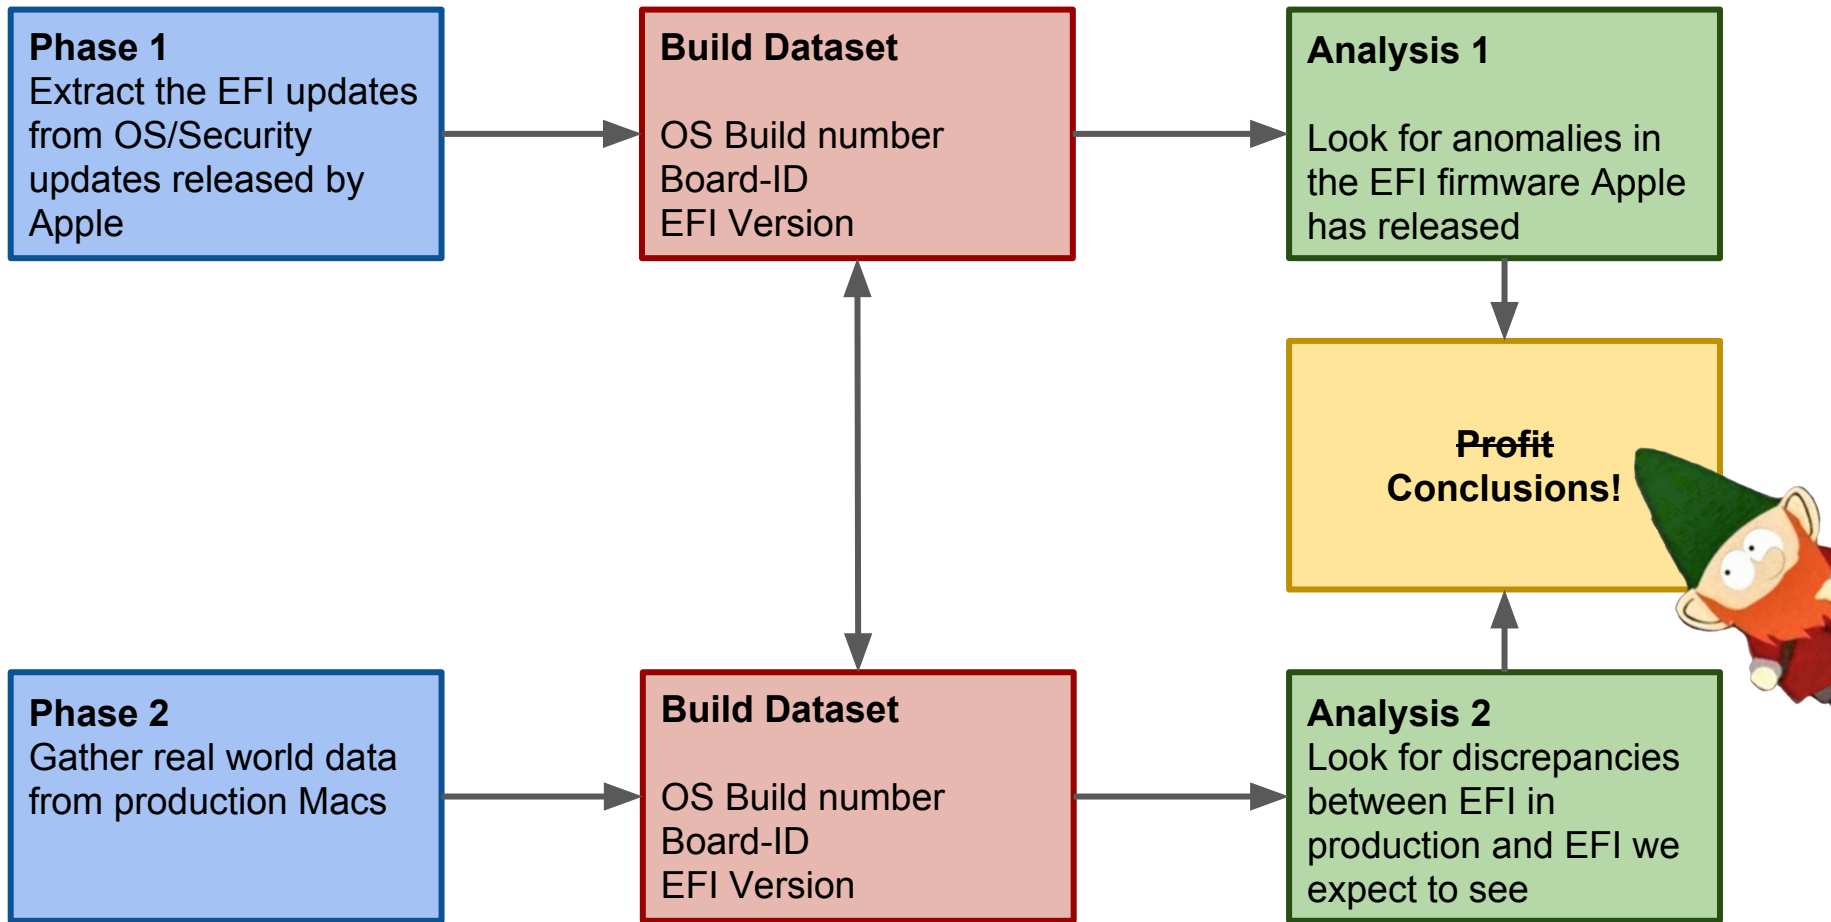 Phase 1
Extract the EFI updates
from OS/Security
updates released by
Apple
Build Dataset
OS Build number
Board-ID
EFI Version
Analysis 1
Look for anomalies in
the EFI firmware Apple
has released
Profit
Conclusions!
Phase 2
Gather real world data
from production Macs
Build Dataset
OS Build number
Board-ID
EFI Version
Analysis 2
Look for discrepancies
between EFI in
production and EFI we
expect to see